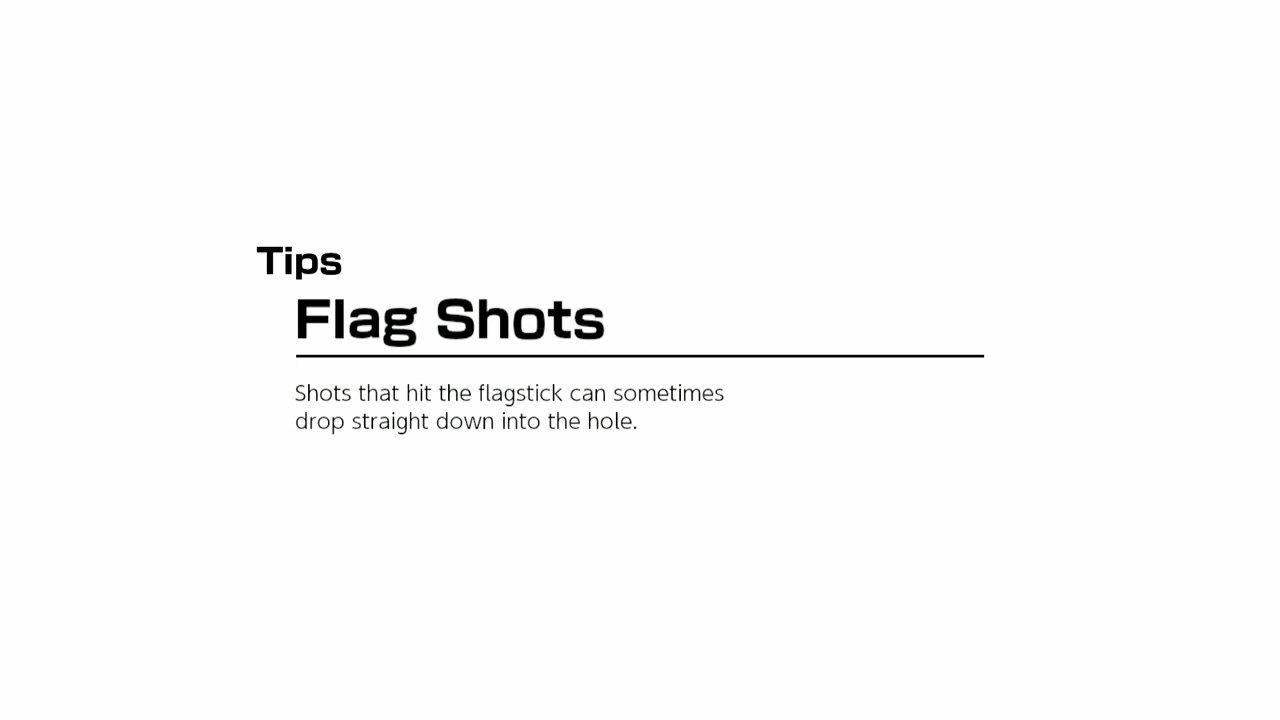 Tips
Flag Shots
Shots that hit the flagstick can sometimes
drop straight down into the hole.